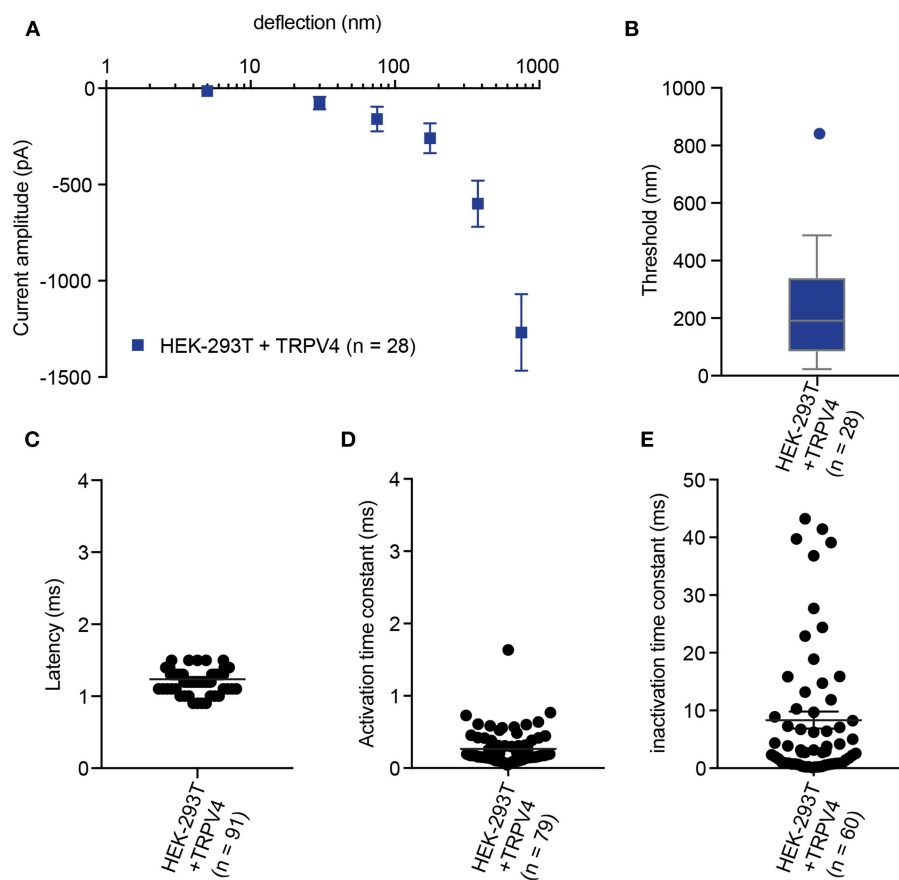 A
deflection (nm)
1 10 100 1000
0
-500
-1000
-1500
Current amplitude (pA)
HEK-293T + TRPV4 (n = 28)
B
1000
800
600
400
200
0
Threshold (nm)
HEK-293T
+TRPV4
(n = 28)
C
4
3
2
1
0
Latency (ms)
HEK-293T
+TRPV4
(n = 91)
D
4
3
2
1
0
Activation time constant (ms)
HEK-293T
+TRPV4
(n = 79)
E
50
40
30
20
10
0
inactivation time constant (ms)
HEK-293T
+TRPV4
(n = 60)